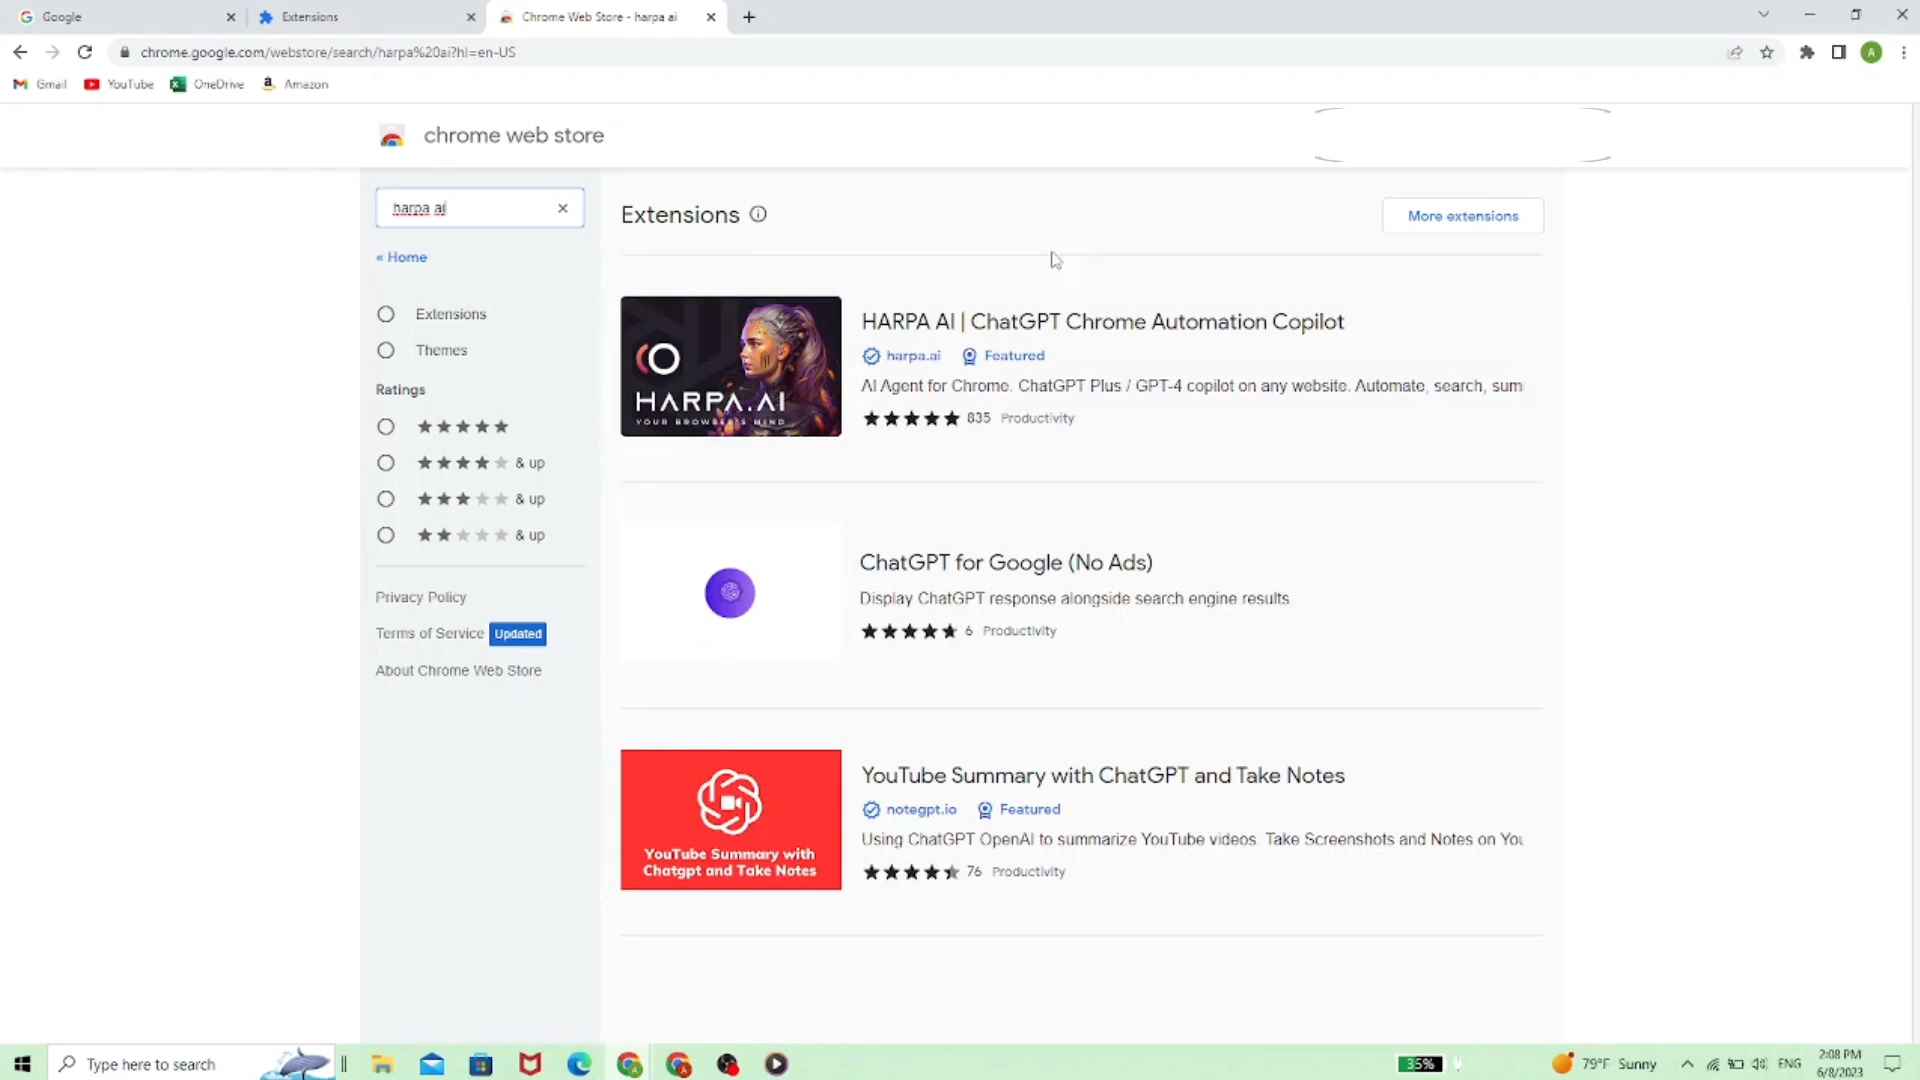 Google
Extensions
Chrome Web Store - harpa ai
chrome.google.com/webstore/search/harpa%20ai?hl=en-US
A
Gmail
YouTube
OneDrive
Amazon
chrome web store
harpa ai
Extensions
More extensions
« Home
Extensions
Themes
Ratings
& up
& up
& up
Privacy Policy
Terms of Service Updated
About Chrome Web Store
HARPA.AI
YOUR BROWSER'S MIND
HARPA AI | ChatGPT Chrome Automation Copilot
harpa.ai Featured
AI Agent for Chrome. ChatGPT Plus / GPT-4 copilot on any website. Automate, search, sum
835 Productivity
ChatGPT for Google (No Ads)
Display ChatGPT response alongside search engine results
6 Productivity
YouTube Summary with
Chatgpt and Take Notes
YouTube Summary with ChatGPT and Take Notes
notegpt.io Featured
Using ChatGPT OpenAI to summarize YouTube videos Take Screenshots and Notes on You
76 Productivity
Type here to search
35%
79°F Sunny
ENG
2:08 PM
6/8/2023